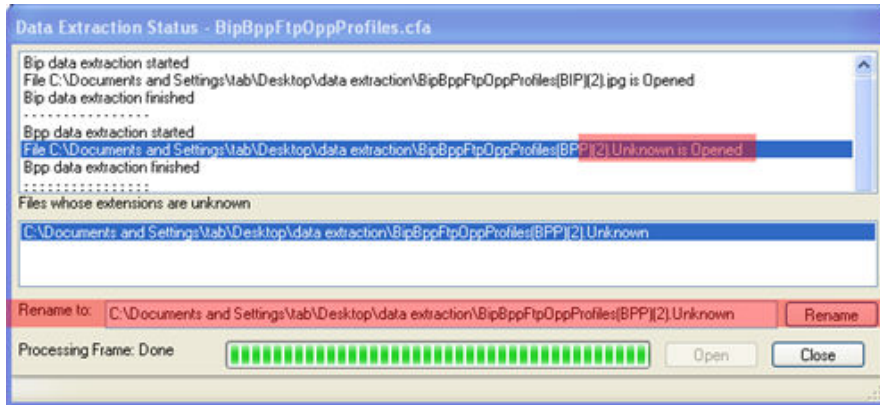 Data Extraction Status - BipBppFtpOppProfiles.cfa
Bip data extraction started
File C:\Documents and Settings\tab\Desktop\data extraction\BipBppFtpOppProfiles(BIP)(2).jpg is Opened
Bip data extraction finished
- - - - - - - - - - - - - - - -
Bpp data extraction started
File C:\Documents and Settings\tab\Desktop\data extraction\BipBppFtpOppProfiles(BPP)(2).Unknown is Opened
Bpp data extraction finished
: : : : : : : : : : : : : : : :
Files whose extensions are unknown
C:\Documents and Settings\tab\Desktop\data extraction\BipBppFtpOppProfiles(BPP)(2).Unknown
Rename to: C:\Documents and Settings\tab\Desktop\data extraction\BipBppFtpOppProfiles(BPP)(2).Unknown Rename
Processing Frame: Done Open Close